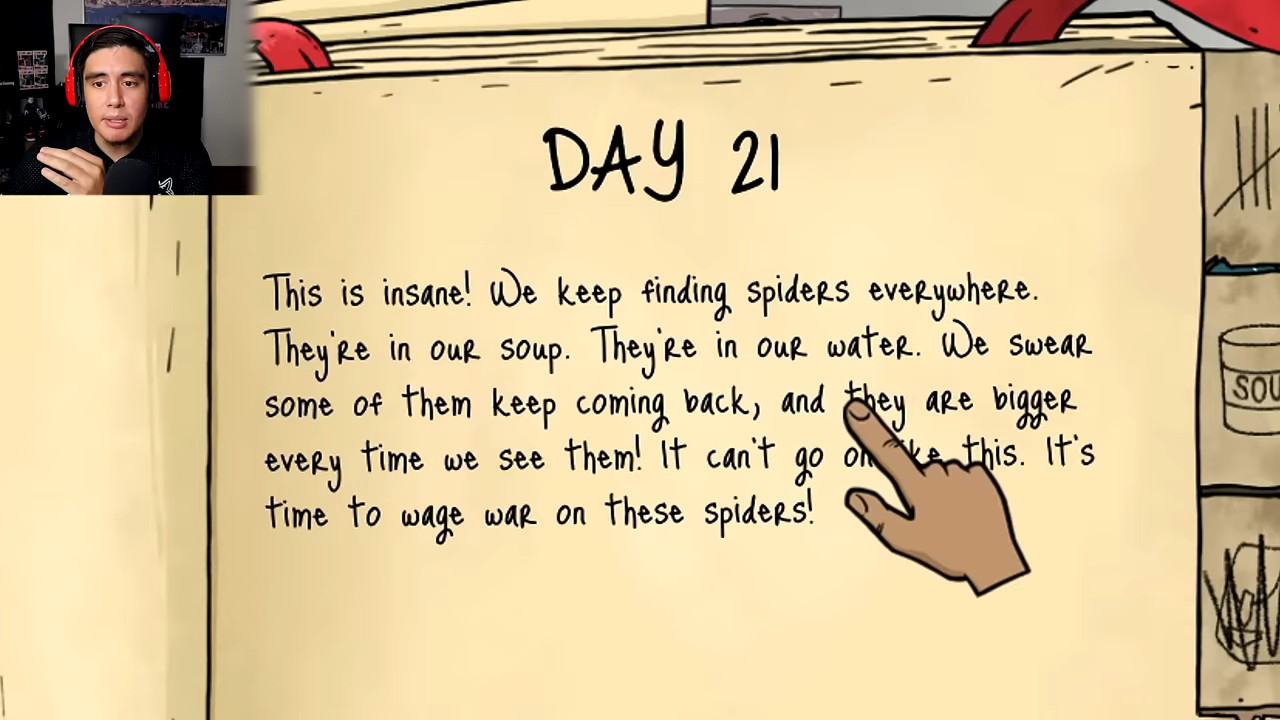 DAY 21
This is insane! We keep finding spiders everywhere.
They're in our soup. They're in our water. We swear
some of them keep coming back, and they are bigger
every time we see them! It can't go on this. It's
time to wage war on these spiders!
SOU